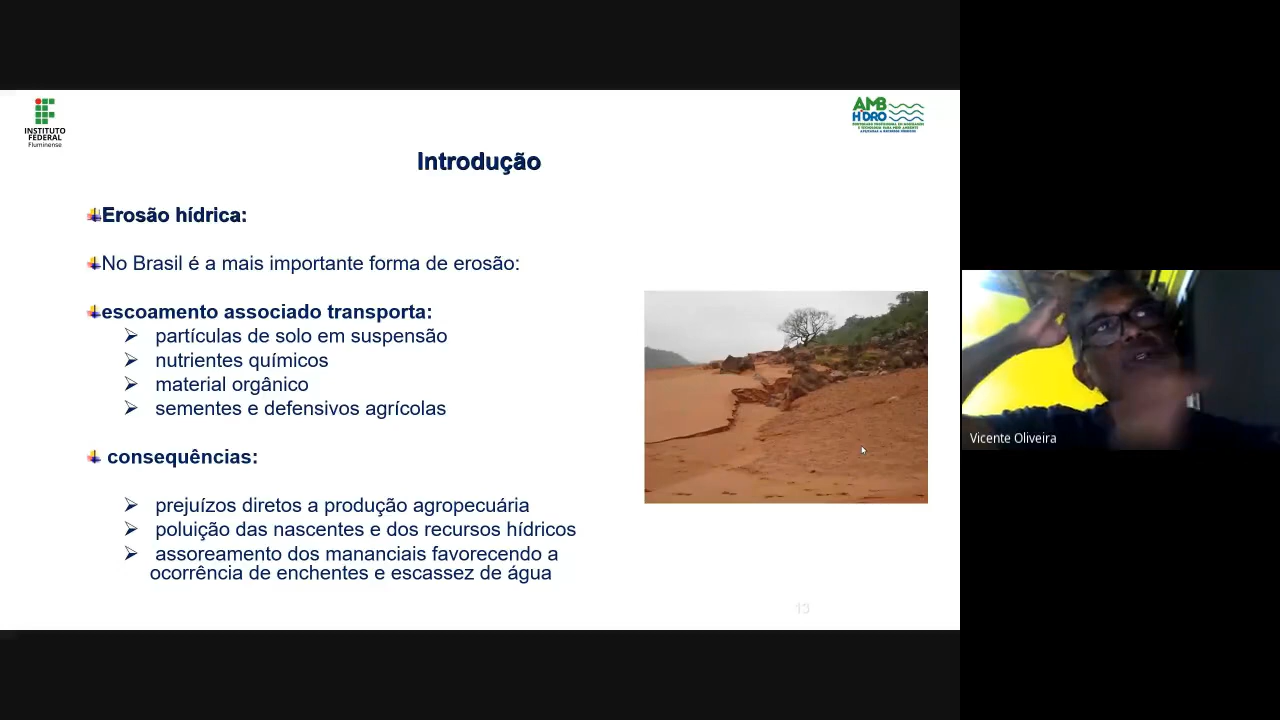 INSTITUTO
FEDERAL
Fluminense
AMB
HIDRO
Introdução
Erosão hídrica:
No Brasil é a mais importante forma de erosão:
escoamento associado transporta:
partículas de solo em suspensão
nutrientes químicos
material orgânico
sementes e defensivos agrícolas
consequências:
prejuízos diretos a produção agropecuária
poluição das nascentes e dos recursos hídricos
assoreamento dos mananciais favorecendo a
ocorrência de enchentes e escassez de água
Vicente Oliveira